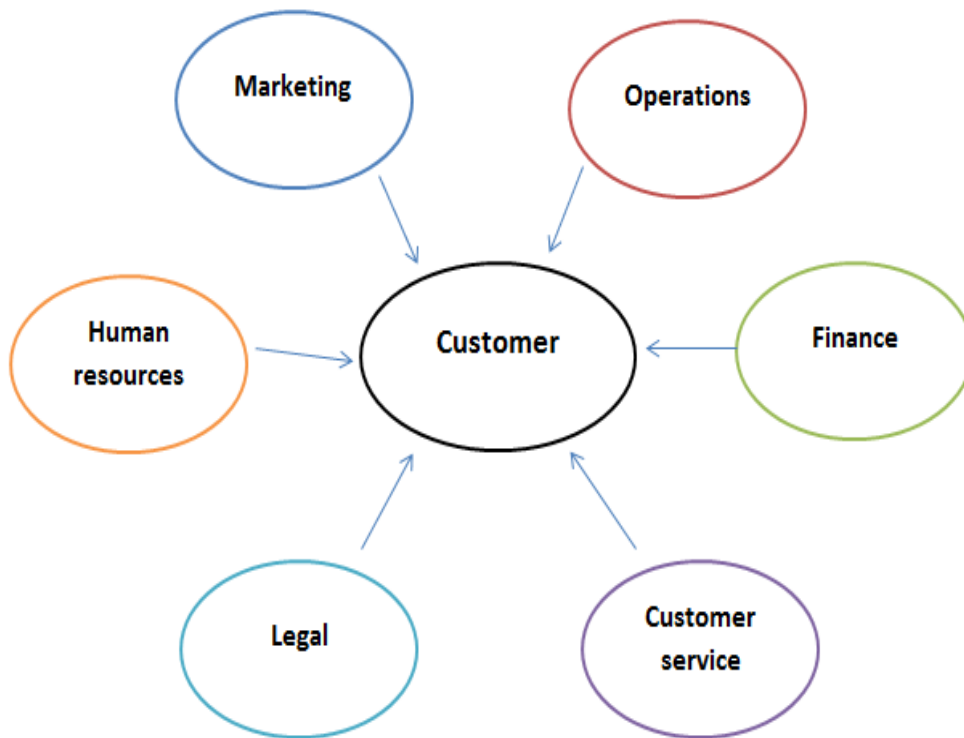 Marketing
Operations
Human
resources
Customer
Finance
Legal
Customer
service